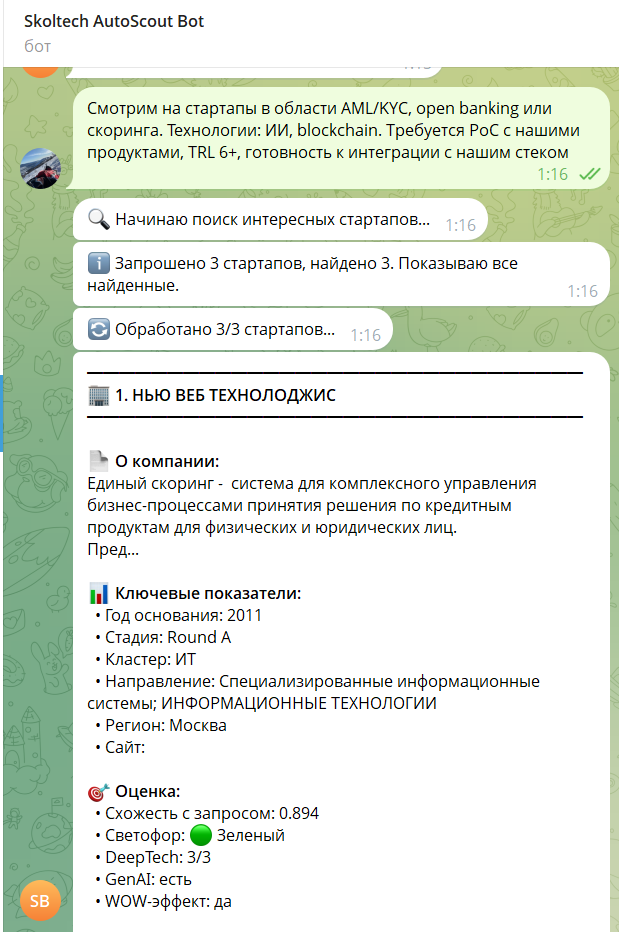 Skoltech AutoScout Bot
бот
Смотрим на стартапы в области AML/KYC, open banking или
скоринга. Технологии: ИИ, blockchain. Требуется PoC с нашими
продуктами, TRL 6+, готовность к интеграции с нашим стеком
1:16
Начинаю поиск интересных стартапов...
1:16
Запрошено 3 стартапов, найдено 3. Показываю все
найденные.
1:16
Обработано 3/3 стартапов...
1:16
1. НЬЮ ВЕБ ТЕХНОЛОДЖИС
О компании:
Единый скоринг - система для комплексного управления
бизнес-процессами принятия решения по кредитным
продуктам для физических и юридических лиц.
Пред...
Ключевые показатели:
• Год основания: 2011
• Стадия: Round A
• Кластер: ИТ
• Направление: Специализированные информационные
системы; ИНФОРМАЦИОННЫЕ ТЕХНОЛОГИИ
• Регион: Москва
• Сайт:
Оценка:
• Схожесть с запросом: 0.894
• Светофор: 🟢 Зеленый
• DeepTech: 3/3
• GenAI: есть
• WOW-эффект: да
SB